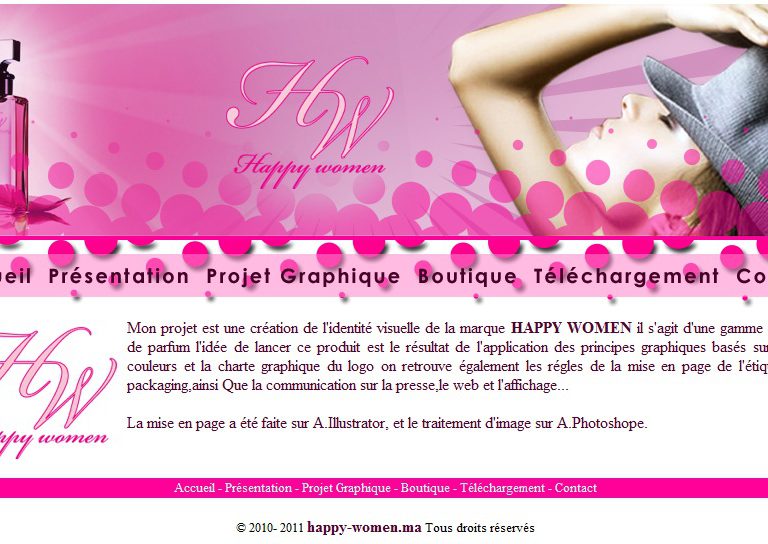 HW
Happy women
ueil Présentation Projet Graphique Boutique Téléchargement Co
HW
appy women
Mon projet est une création de l'identité visuelle de la marque HAPPY WOMEN il s'agit d'une gamme
de parfum l'idée de lancer ce produit est le résultat de l'application des principes graphiques basés sur
couleurs et la charte graphique du logo on retrouve également les régles de la mise en page de l'étiq
packaging,ainsi Que la communication sur la presse,le web et l'affichage...
La mise en page a été faite sur A.Illustrator, et le traitement d'image sur A.Photoshope.
Accueil - Présentation - Projet Graphique - Boutique - Téléchargement - Contact
© 2010- 2011 happy-women.ma Tous droits réservés